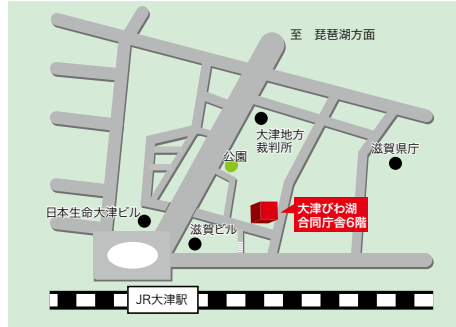 至　琵琶湖方面
大津地方
裁判所
公園
滋賀県庁
大津びわ湖
合同庁舎6階
日本生命大津ビル
滋賀ビル
JR大津駅